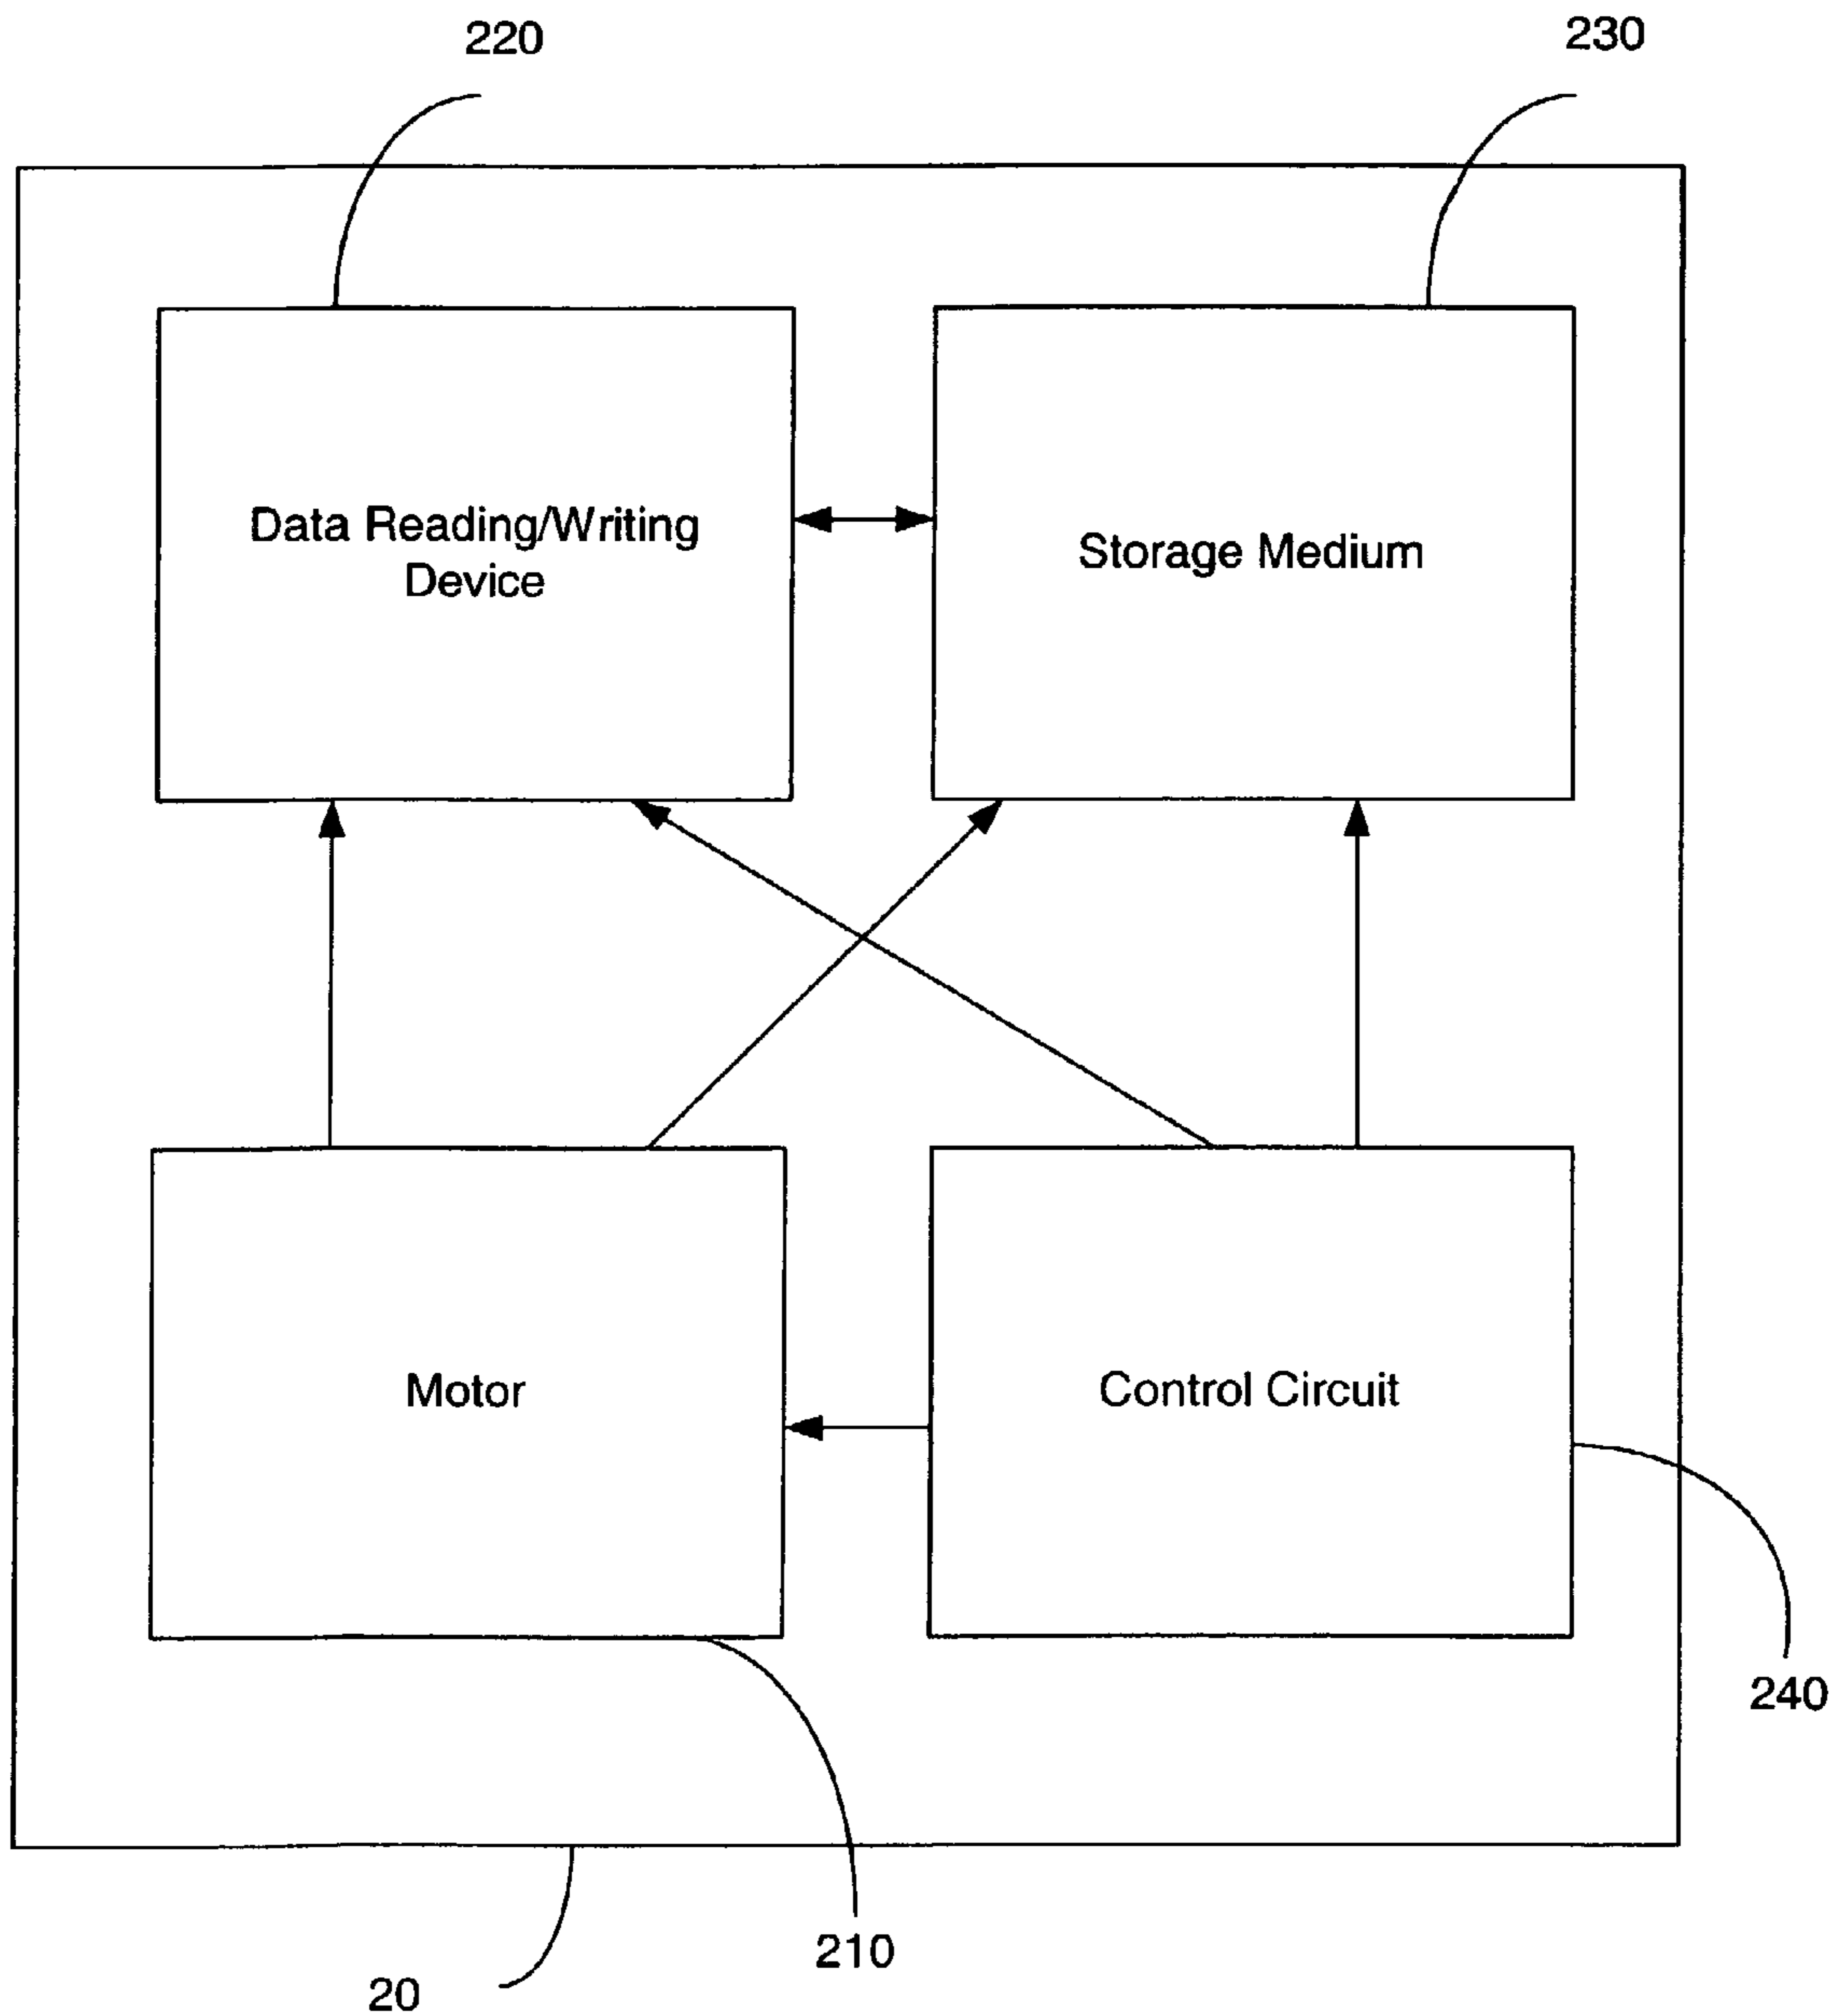 220
230
Data Reading/Writing
Device
Storage Medium
Motor
Control Circuit
240
210
20